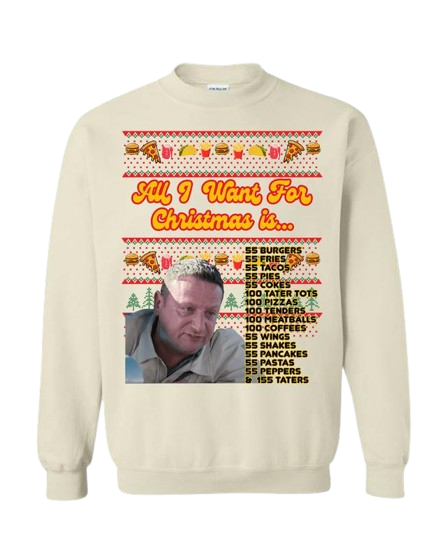 All I Want For
Christmas is...
55 BURGERS
55 FRIES
55 TACOS
55 PIES
55 COKES
100 TATER TOTS
100 PIZZAS
100 TENDERS
100 MEATBALLS
100 COFFEES
55 WINGS
55 SHAKES
55 PANCAKES
55 PASTAS
55 PEPPERS
& 155 TATERS